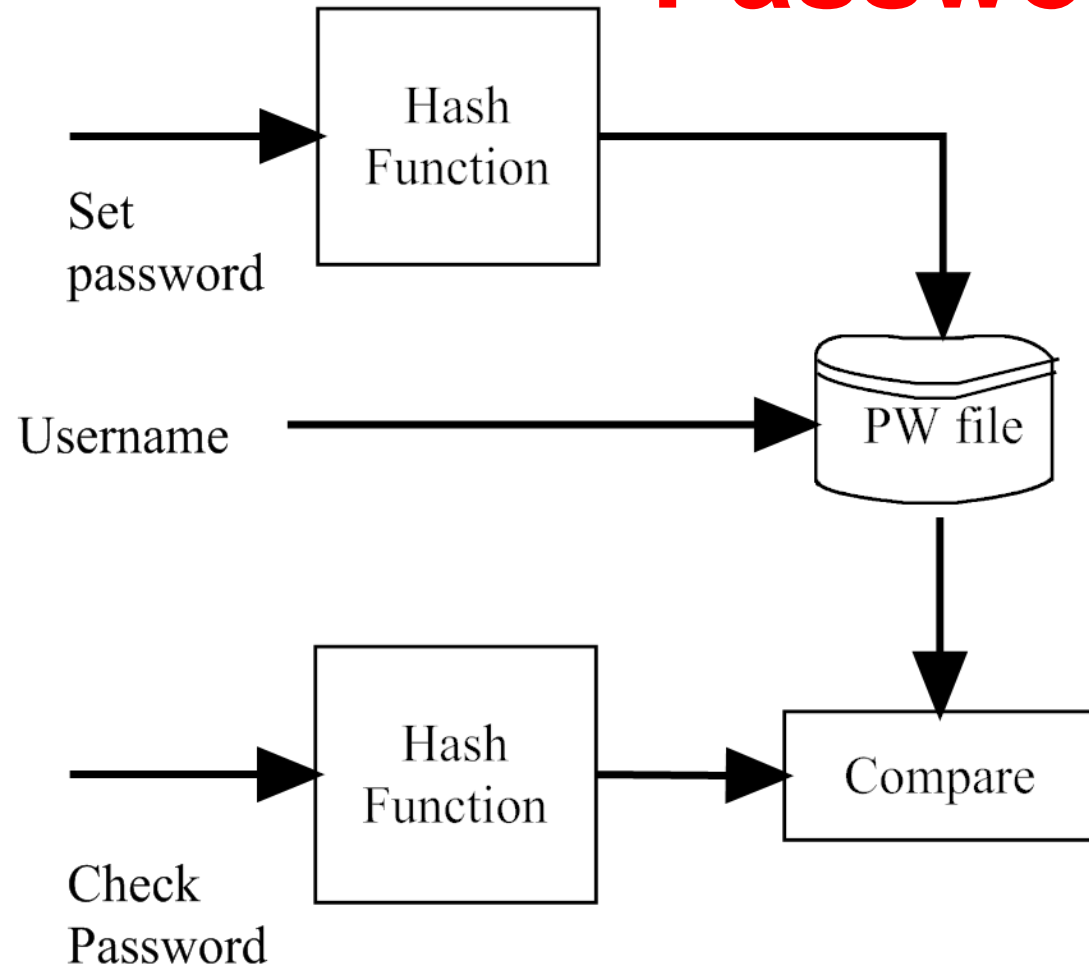 Hash
Function
Set
password
Username
PW file
Hash
Function
Compare
Check
Password